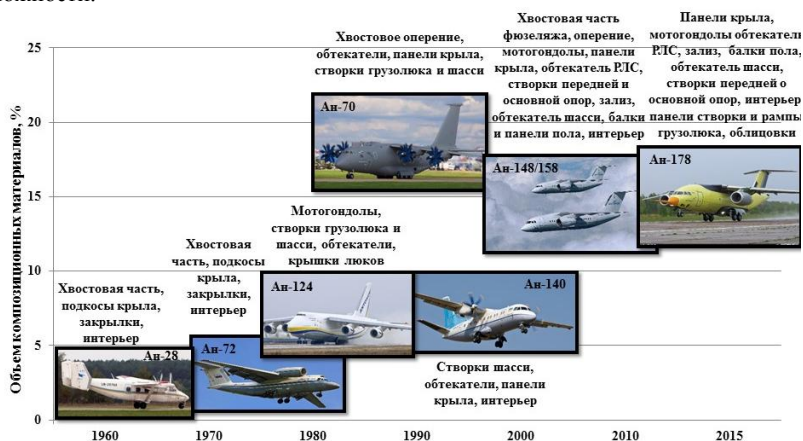 Хвостовое оперение,
обтекатели, панели крыла,
створки грузолюка и шасси
Хвостовая часть
фюзеляжа, оперение,
мотогондолы, панели
крыла, обтекатель РЛС,
створки передней и
основной опор, зализ,
обтекатель шасси, балки
и панели пола, интерьер
Панели крыла,
мотогондолы обтекатель
РЛС, зализ, балки пола,
обтекатель шасси,
створки передней о
основной опор, интерьер
панели створки и рампы
грузолюка, облицовки
Объем композиционных материалов, %
25
20
15
10
5
0
Ан-70
Ан-148/158
Ан-178
Мотогондолы,
створки грузолюка и
шасси, обтекатели,
крышки люков
Хвостовая
часть, подкосы
крыла,
закрылки,
интерьер
Хвостовая часть,
подкосы крыла,
закрылки,
интерьер
Ан-124
Ан-140
Ан-28
Ан-72
Створки шасси,
обтекатели, панели
крыла, интерьер
1960
1970
1980
1990
2000
2010
2015